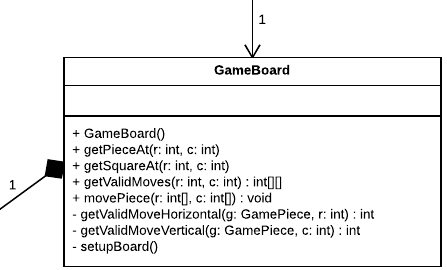 1
GameBoard
+ GameBoard()
+ getPieceAt(r: int, c: int)
+ getSquareAt(r: int, c: int)
+ getValidMoves(r: int, c: int) : int[][]
+ movePiece(r: int[], c: int[]) : void
- getValidMoveHorizontal(g: GamePiece, r: int) : int
- getValidMoveVertical(g: GamePiece, c: int) : int
- setupBoard()
1